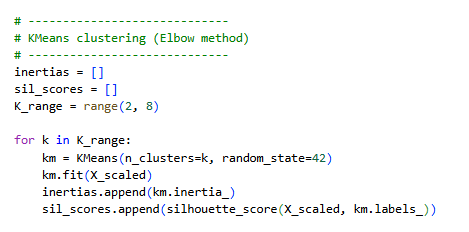 # ----------------------------
# KMeans clustering (Elbow method)
# ----------------------------
inertias = []
sil_scores = []
K_range = range(2, 8)

for k in K_range:
    km = KMeans(n_clusters=k, random_state=42)
    km.fit(X_scaled)
    inertias.append(km.inertia_)
    sil_scores.append(silhouette_score(X_scaled, km.labels_))